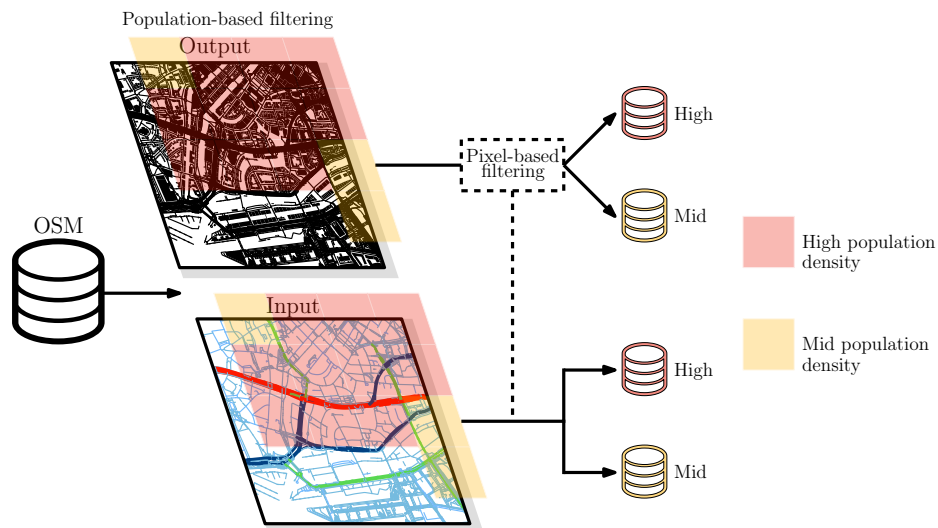 Population-based filtering
Output
OSM
Input
Pixel-based
filtering
High
Mid
High
Mid
High population
density
Mid population
density